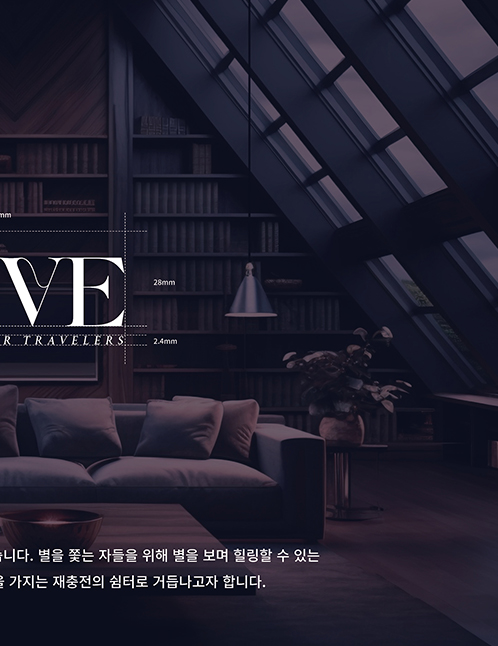 mm
VE
28mm
R TRAVELERS
2.4mm
습니다. 별을 쫓는 자들을 위해 별을 보며 힐링할 수 있는
을 가지는 재충전의 쉼터로 거듭나고자 합니다.